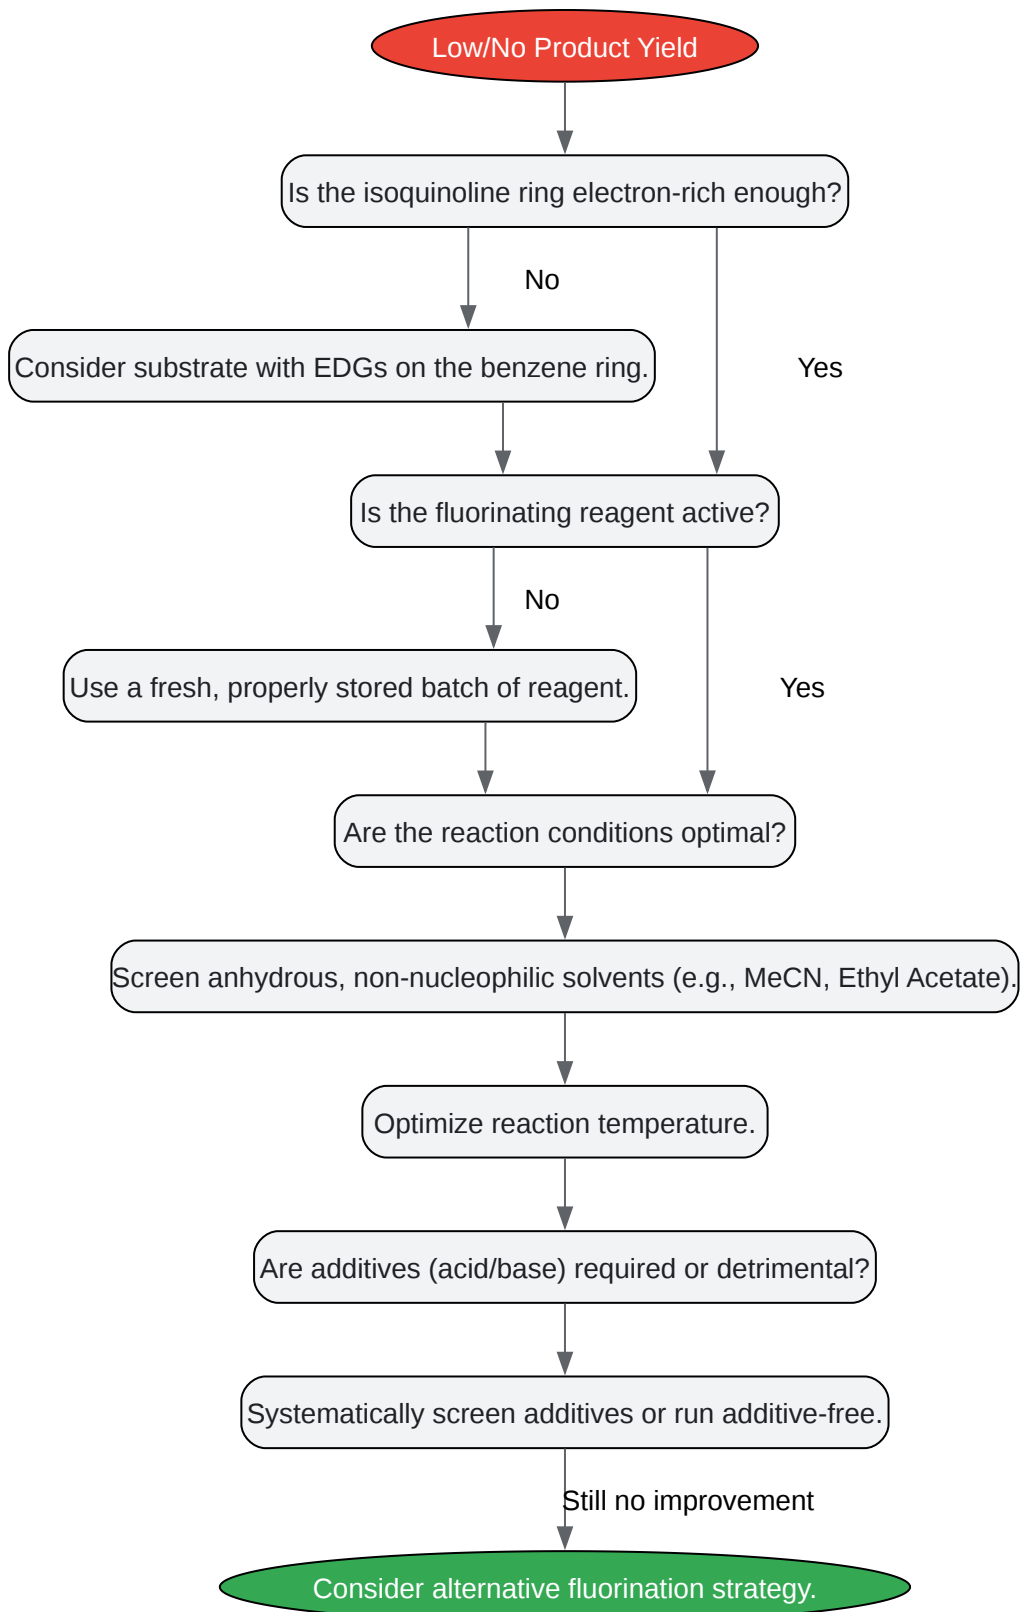 Low/No Product Yield
Is the isoquinoline ring electron-rich enough?
No
Consider substrate with EDGs on the benzene ring.
Yes
Is the fluorinating reagent active?
No
Use a fresh, properly stored batch of reagent.
Yes
Are the reaction conditions optimal?
Screen anhydrous, non-nucleophilic solvents (e.g., MeCN, Ethyl Acetate).
Optimize reaction temperature.
Are additives (acid/base) required or detrimental?
Systematically screen additives or run additive-free.
Still no improvement
Consider alternative fluorination strategy.